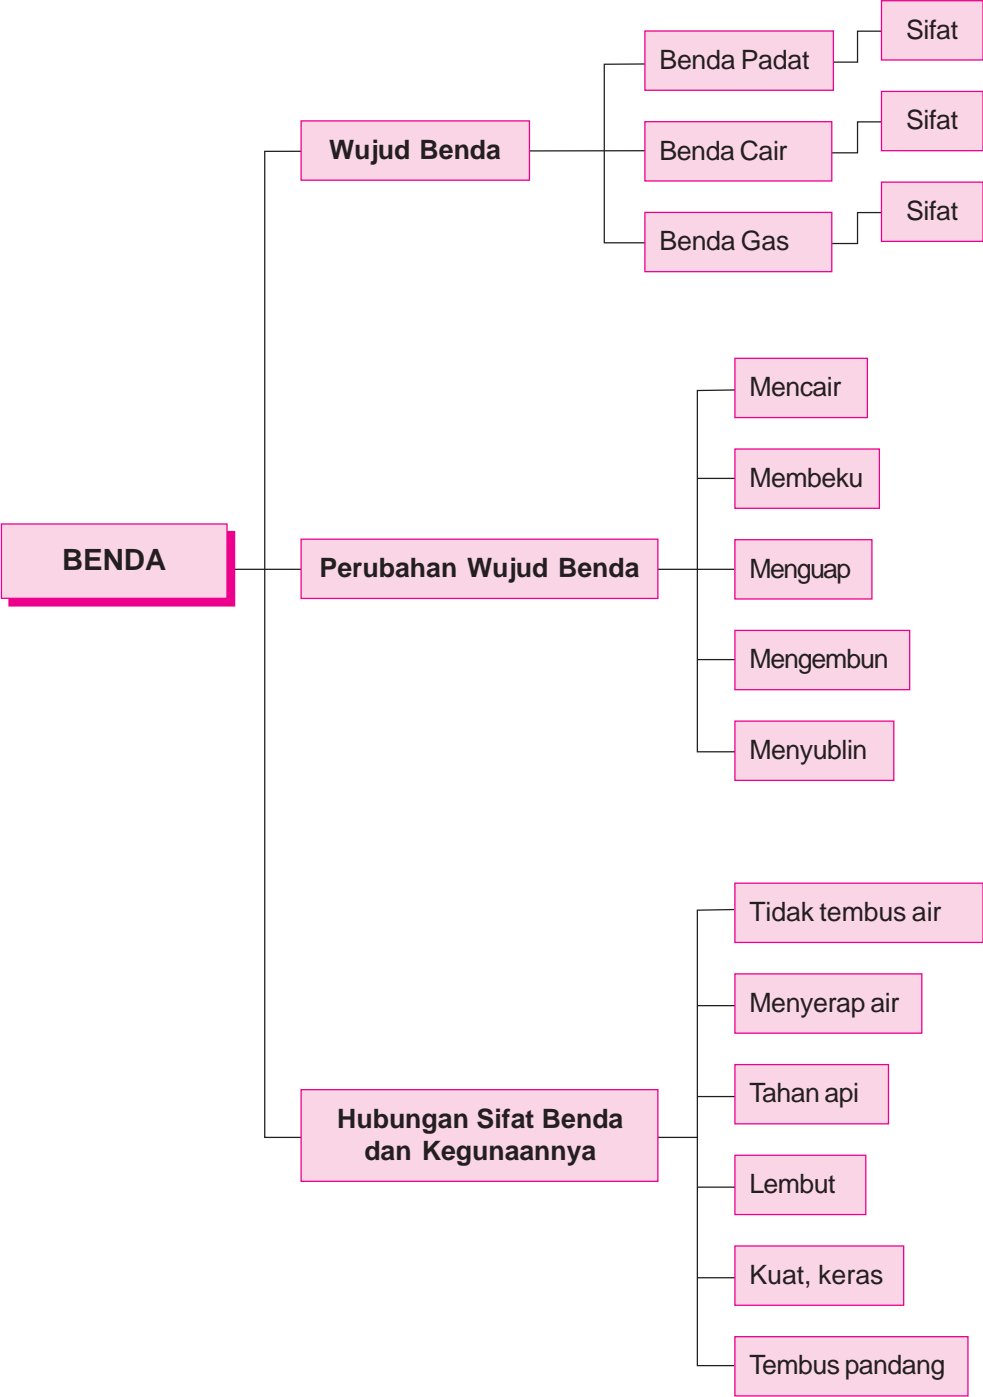 BENDA
Wujud Benda
Benda Padat
Sifat
Benda Cair
Sifat
Benda Gas
Sifat
Perubahan Wujud Benda
Mencair
Membeku
Menguap
Mengembun
Menyublin
Hubungan Sifat Benda
dan Kegunaannya
Tidak tembus air
Menyerap air
Tahan api
Lembut
Kuat, keras
Tembus pandang